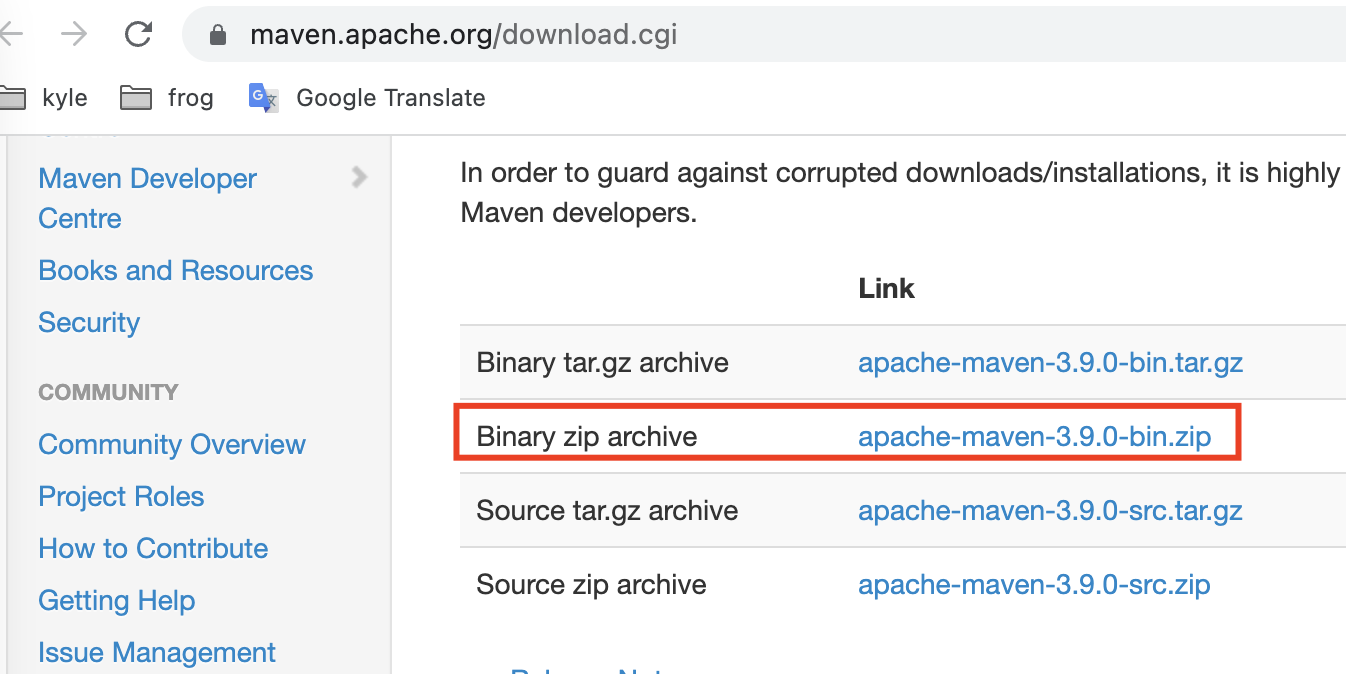 maven.apache.org/download.cgi
kyle
frog
Google Translate
Maven Developer
Centre
Books and Resources
Security
COMMUNITY
Community Overview
Project Roles
How to Contribute
Getting Help
Issue Management
In order to guard against corrupted downloads/installations, it is highly
Maven developers.
Link
Binary tar.gz archive apache-maven-3.9.0-bin.tar.gz
Binary zip archive apache-maven-3.9.0-bin.zip
Source tar.gz archive apache-maven-3.9.0-src.tar.gz
Source zip archive apache-maven-3.9.0-src.zip